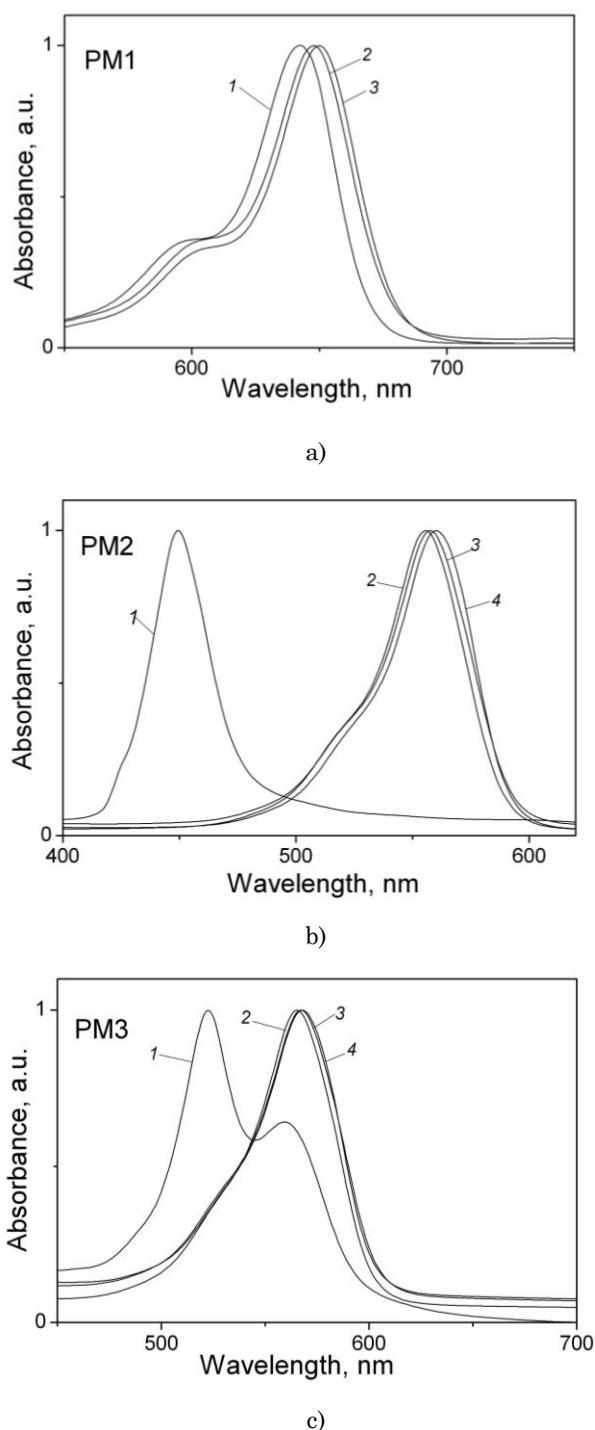 1
PM1
2
1
3
Absorbance, a.u.
0
600
700
Wavelength, nm
a)
1
PM2
3
2
1
4
Absorbance, a.u.
0
400
500
600
Wavelength, nm
b)
1
PM3
2
3
1
4
Absorbance, a.u.
0
500
600
700
Wavelength, nm
c)